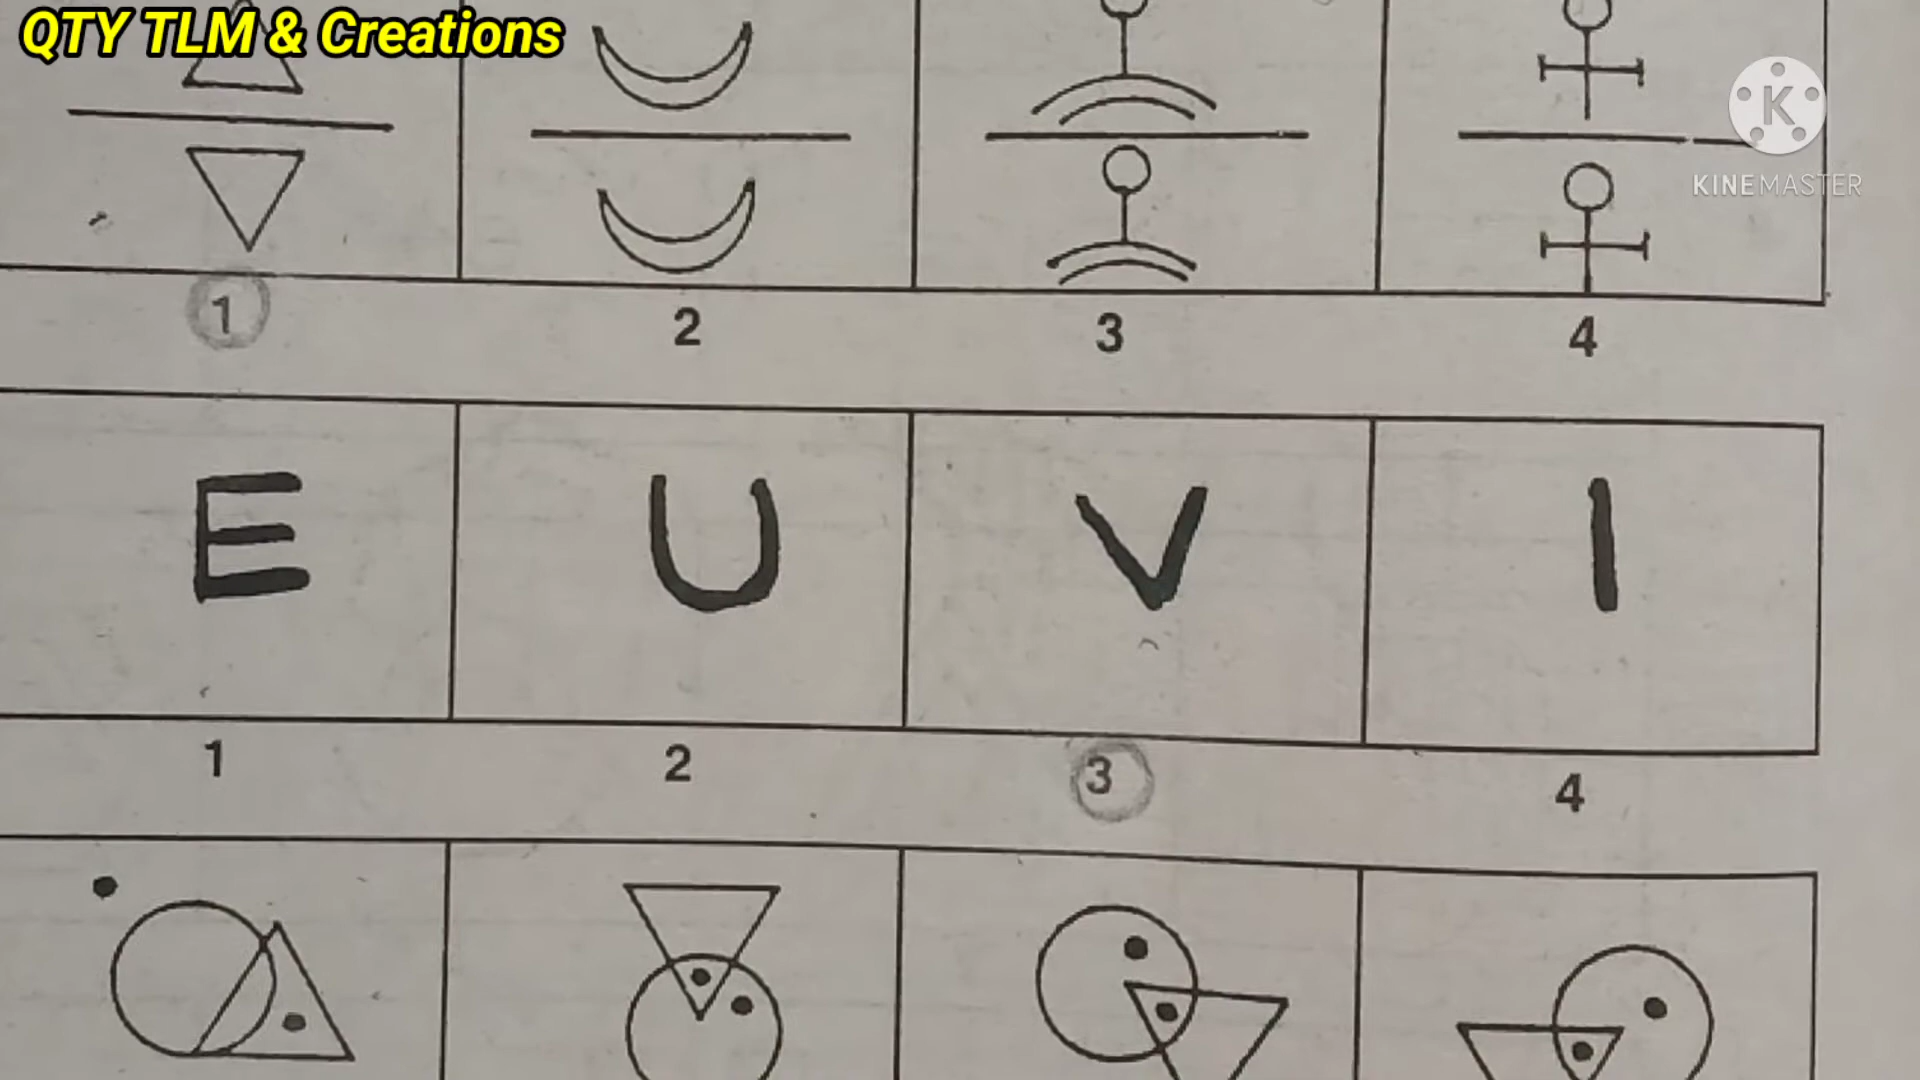 QTY TLM & Creations
K
KINEMASTER
1 2 3 4
E U V I
1 2 3 4